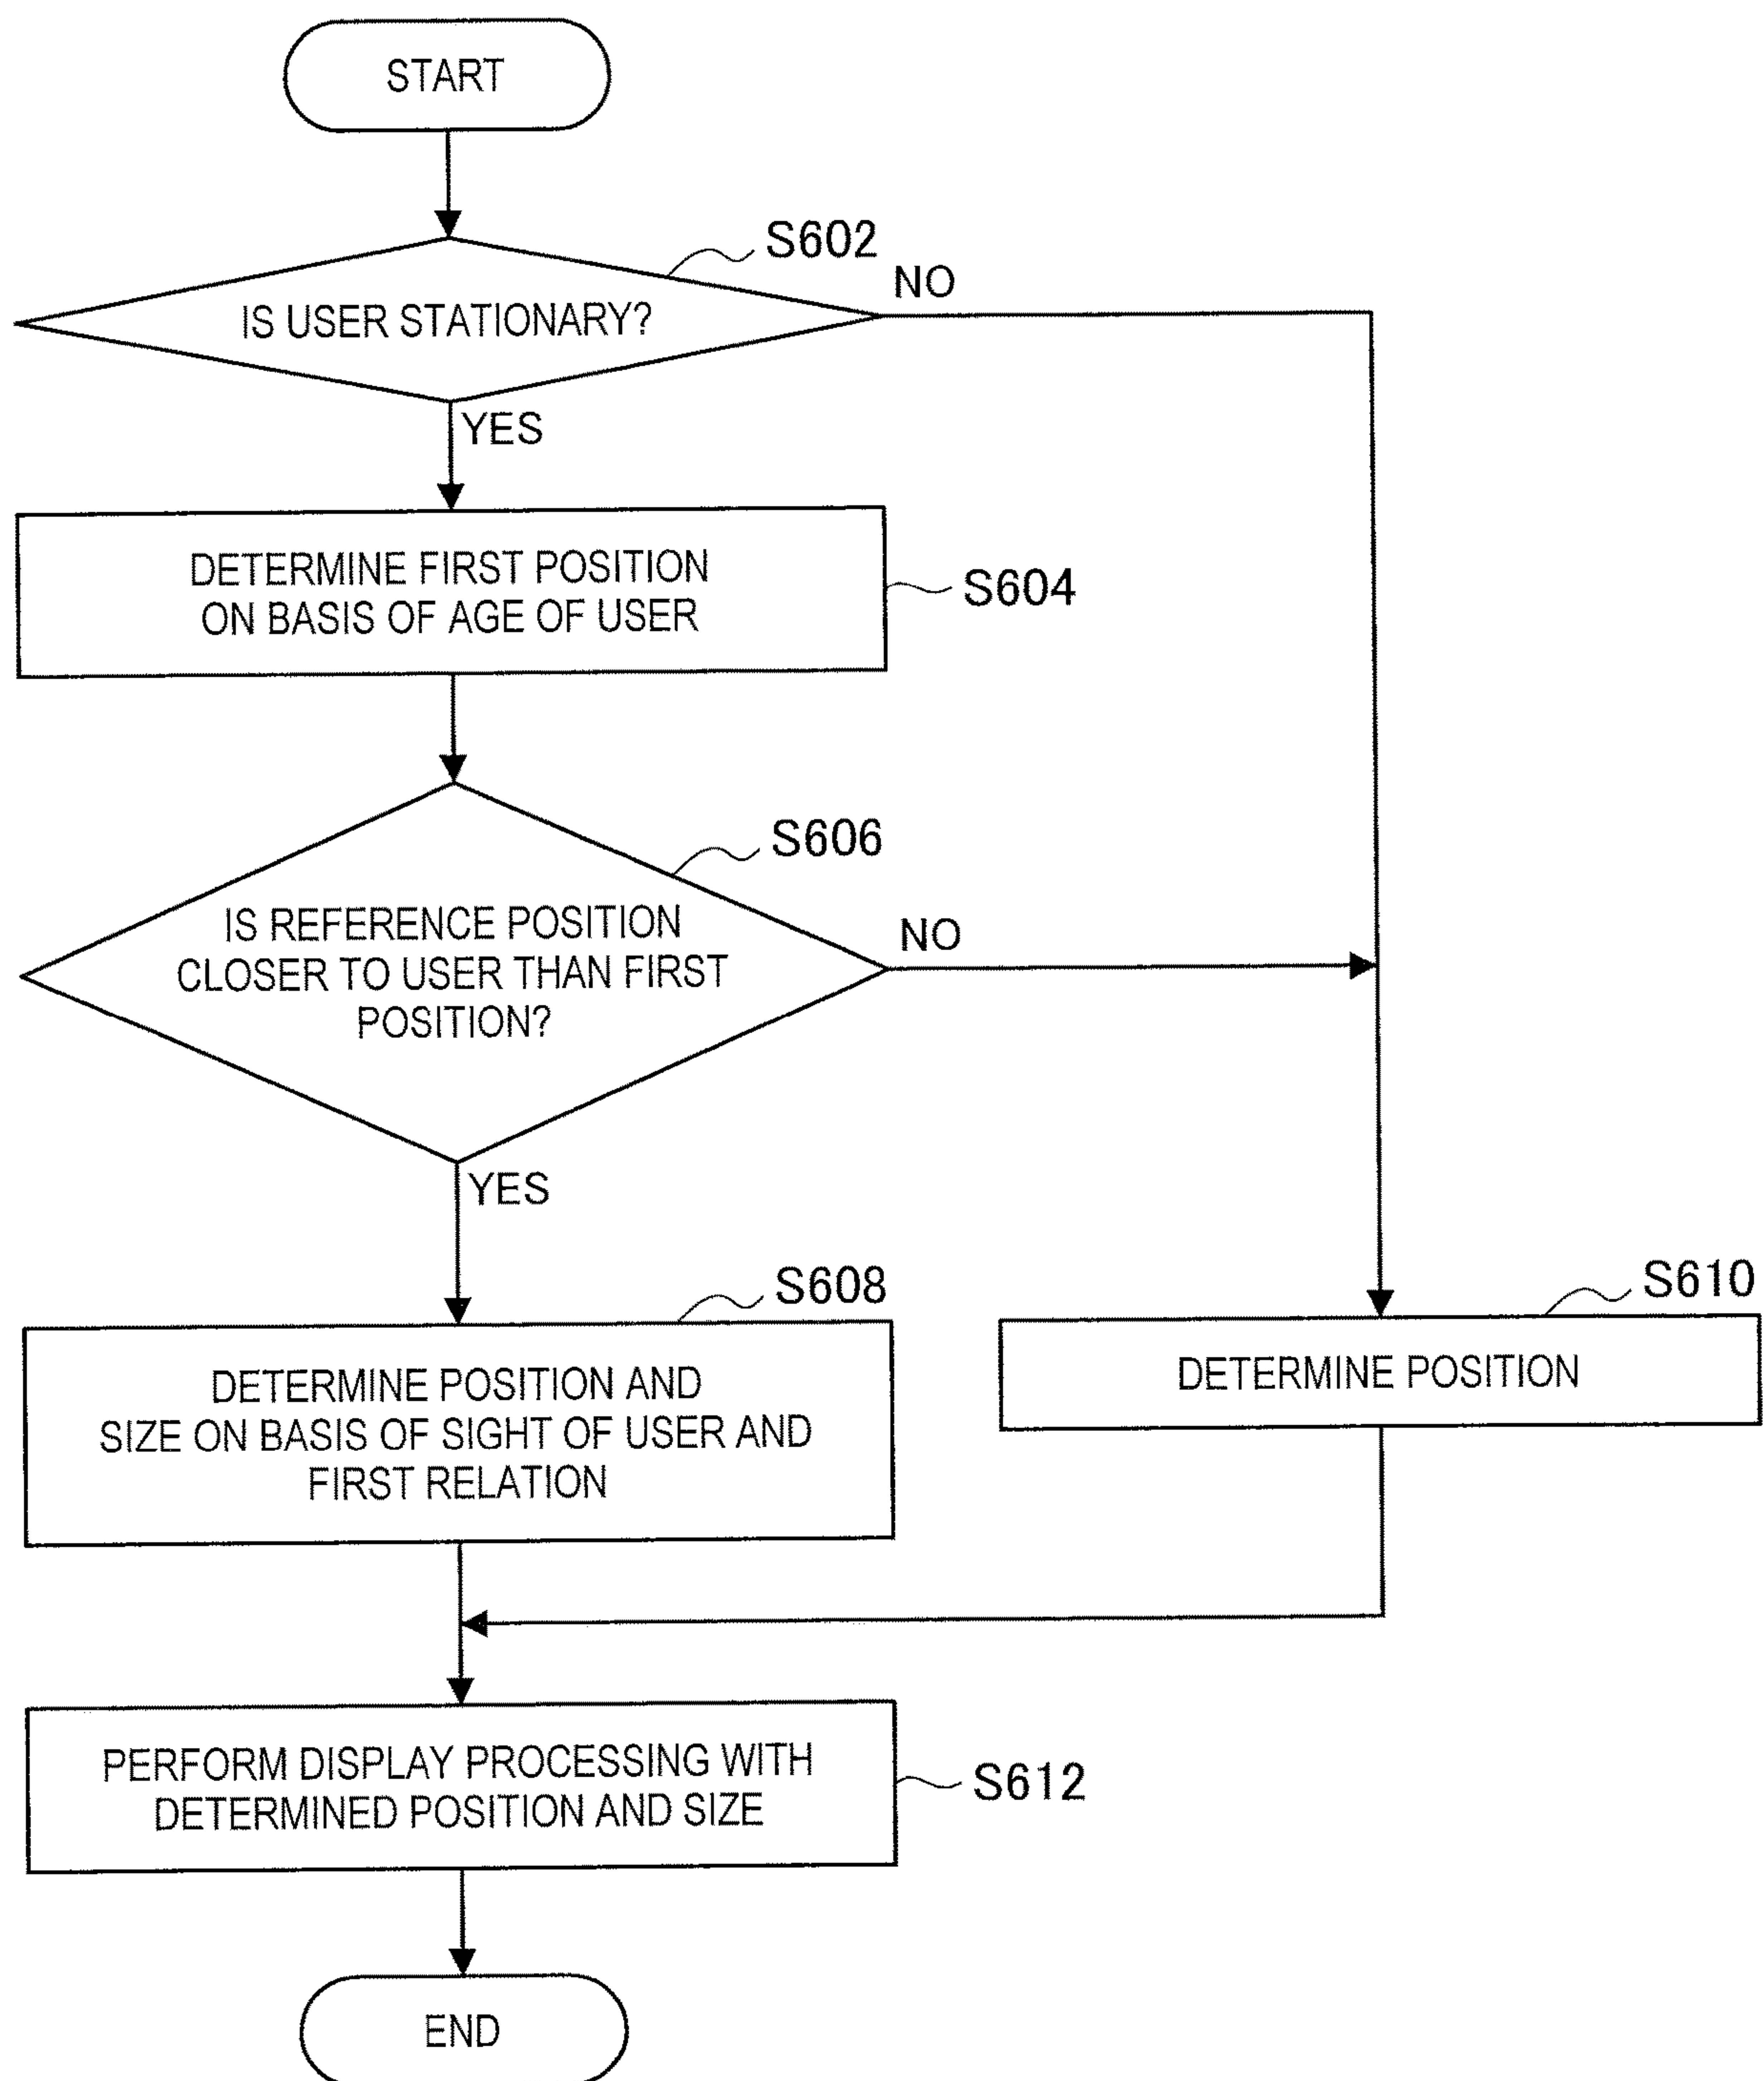 START
S602
NO
IS USER STATIONARY?
YES
DETERMINE FIRST POSITION
ON BASIS OF AGE OF USER
S604
S606
IS REFERENCE POSITION
CLOSER TO USER THAN FIRST
POSITION?
NO
YES
S608
S610
DETERMINE POSITION AND
SIZE ON BASIS OF SIGHT OF USER AND
FIRST RELATION
DETERMINE POSITION
PERFORM DISPLAY PROCESSING WITH
DETERMINED POSITION AND SIZE
S612
END